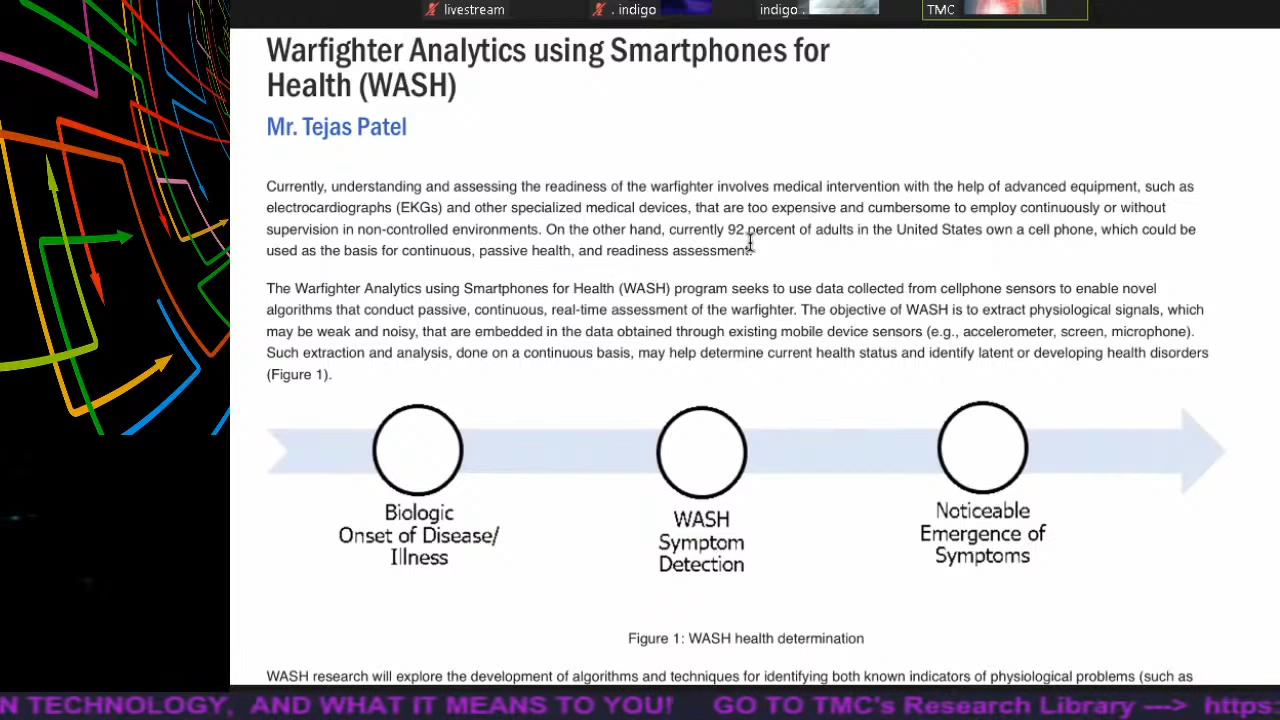 livestream
. indigo
indigo .
TMC
Warfighter Analytics using Smartphones for
Health (WASH)
Mr. Tejas Patel
Currently, understanding and assessing the readiness of the warfighter involves medical intervention with the help of advanced equipment, such as
electrocardiographs (EKGs) and other specialized medical devices, that are too expensive and cumbersome to employ continuously or without
supervision in non-controlled environments. On the other hand, currently 92 percent of adults in the United States own a cell phone, which could be
used as the basis for continuous, passive health, and readiness assessment.
The Warfighter Analytics using Smartphones for Health (WASH) program seeks to use data collected from cellphone sensors to enable novel
algorithms that conduct passive, continuous, real-time assessment of the warfighter. The objective of WASH is to extract physiological signals, which
may be weak and noisy, that are embedded in the data obtained through existing mobile device sensors (e.g., accelerometer, screen, microphone).
Such extraction and analysis, done on a continuous basis, may help determine current health status and identify latent or developing health disorders
(Figure 1).
Biologic
Onset of Disease/
Illness
WASH
Symptom
Detection
Noticeable
Emergence of
Symptoms
Figure 1: WASH health determination
WASH research will explore the development of algorithms and techniques for identifying both known indicators of physiological problems (such as
N TECHNOLOGY, AND WHAT IT MEANS TO YOU! GO TO TMC's Research Library ---> https: